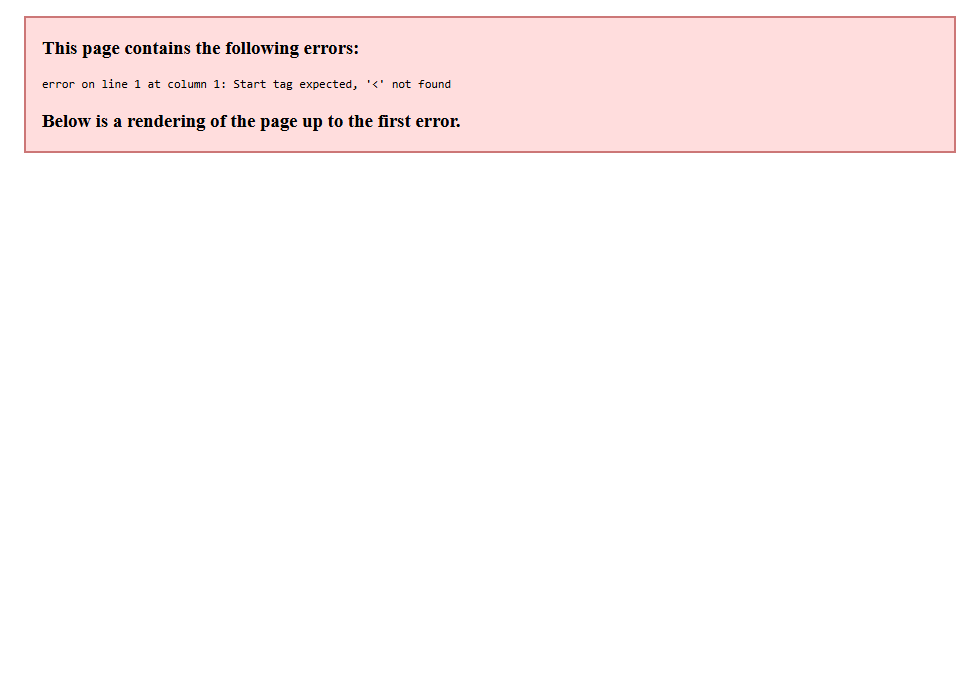 This page contains the following errors:
error on line 1 at column 1: Start tag expected, '<' not found
Below is a rendering of the page up to the first error.